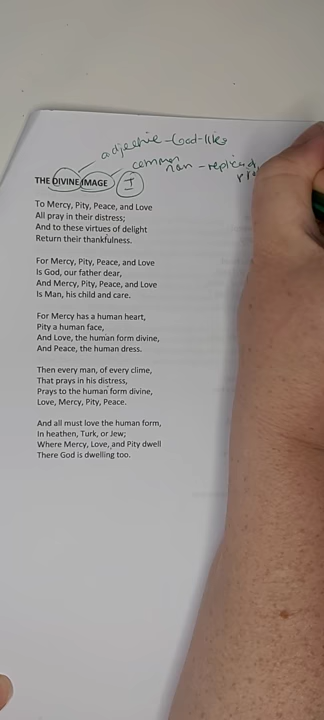 adjective - God-like
common
noun - replica
THE DIVINE IMAGE I
To Mercy, Pity, Peace, and Love
All pray in their distress;
And to these virtues of delight
Return their thankfulness.
For Mercy, Pity, Peace, and Love
Is God, our father dear,
And Mercy, Pity, Peace, and Love
Is Man, his child and care.
For Mercy has a human heart,
Pity a human face,
And Love, the human form divine,
And Peace, the human dress.
Then every man, of every clime,
That prays in his distress,
Prays to the human form divine,
Love, Mercy, Pity, Peace.
And all must love the human form,
In heathen, Turk, or Jew;
Where Mercy, Love, and Pity dwell
There God is dwelling too.